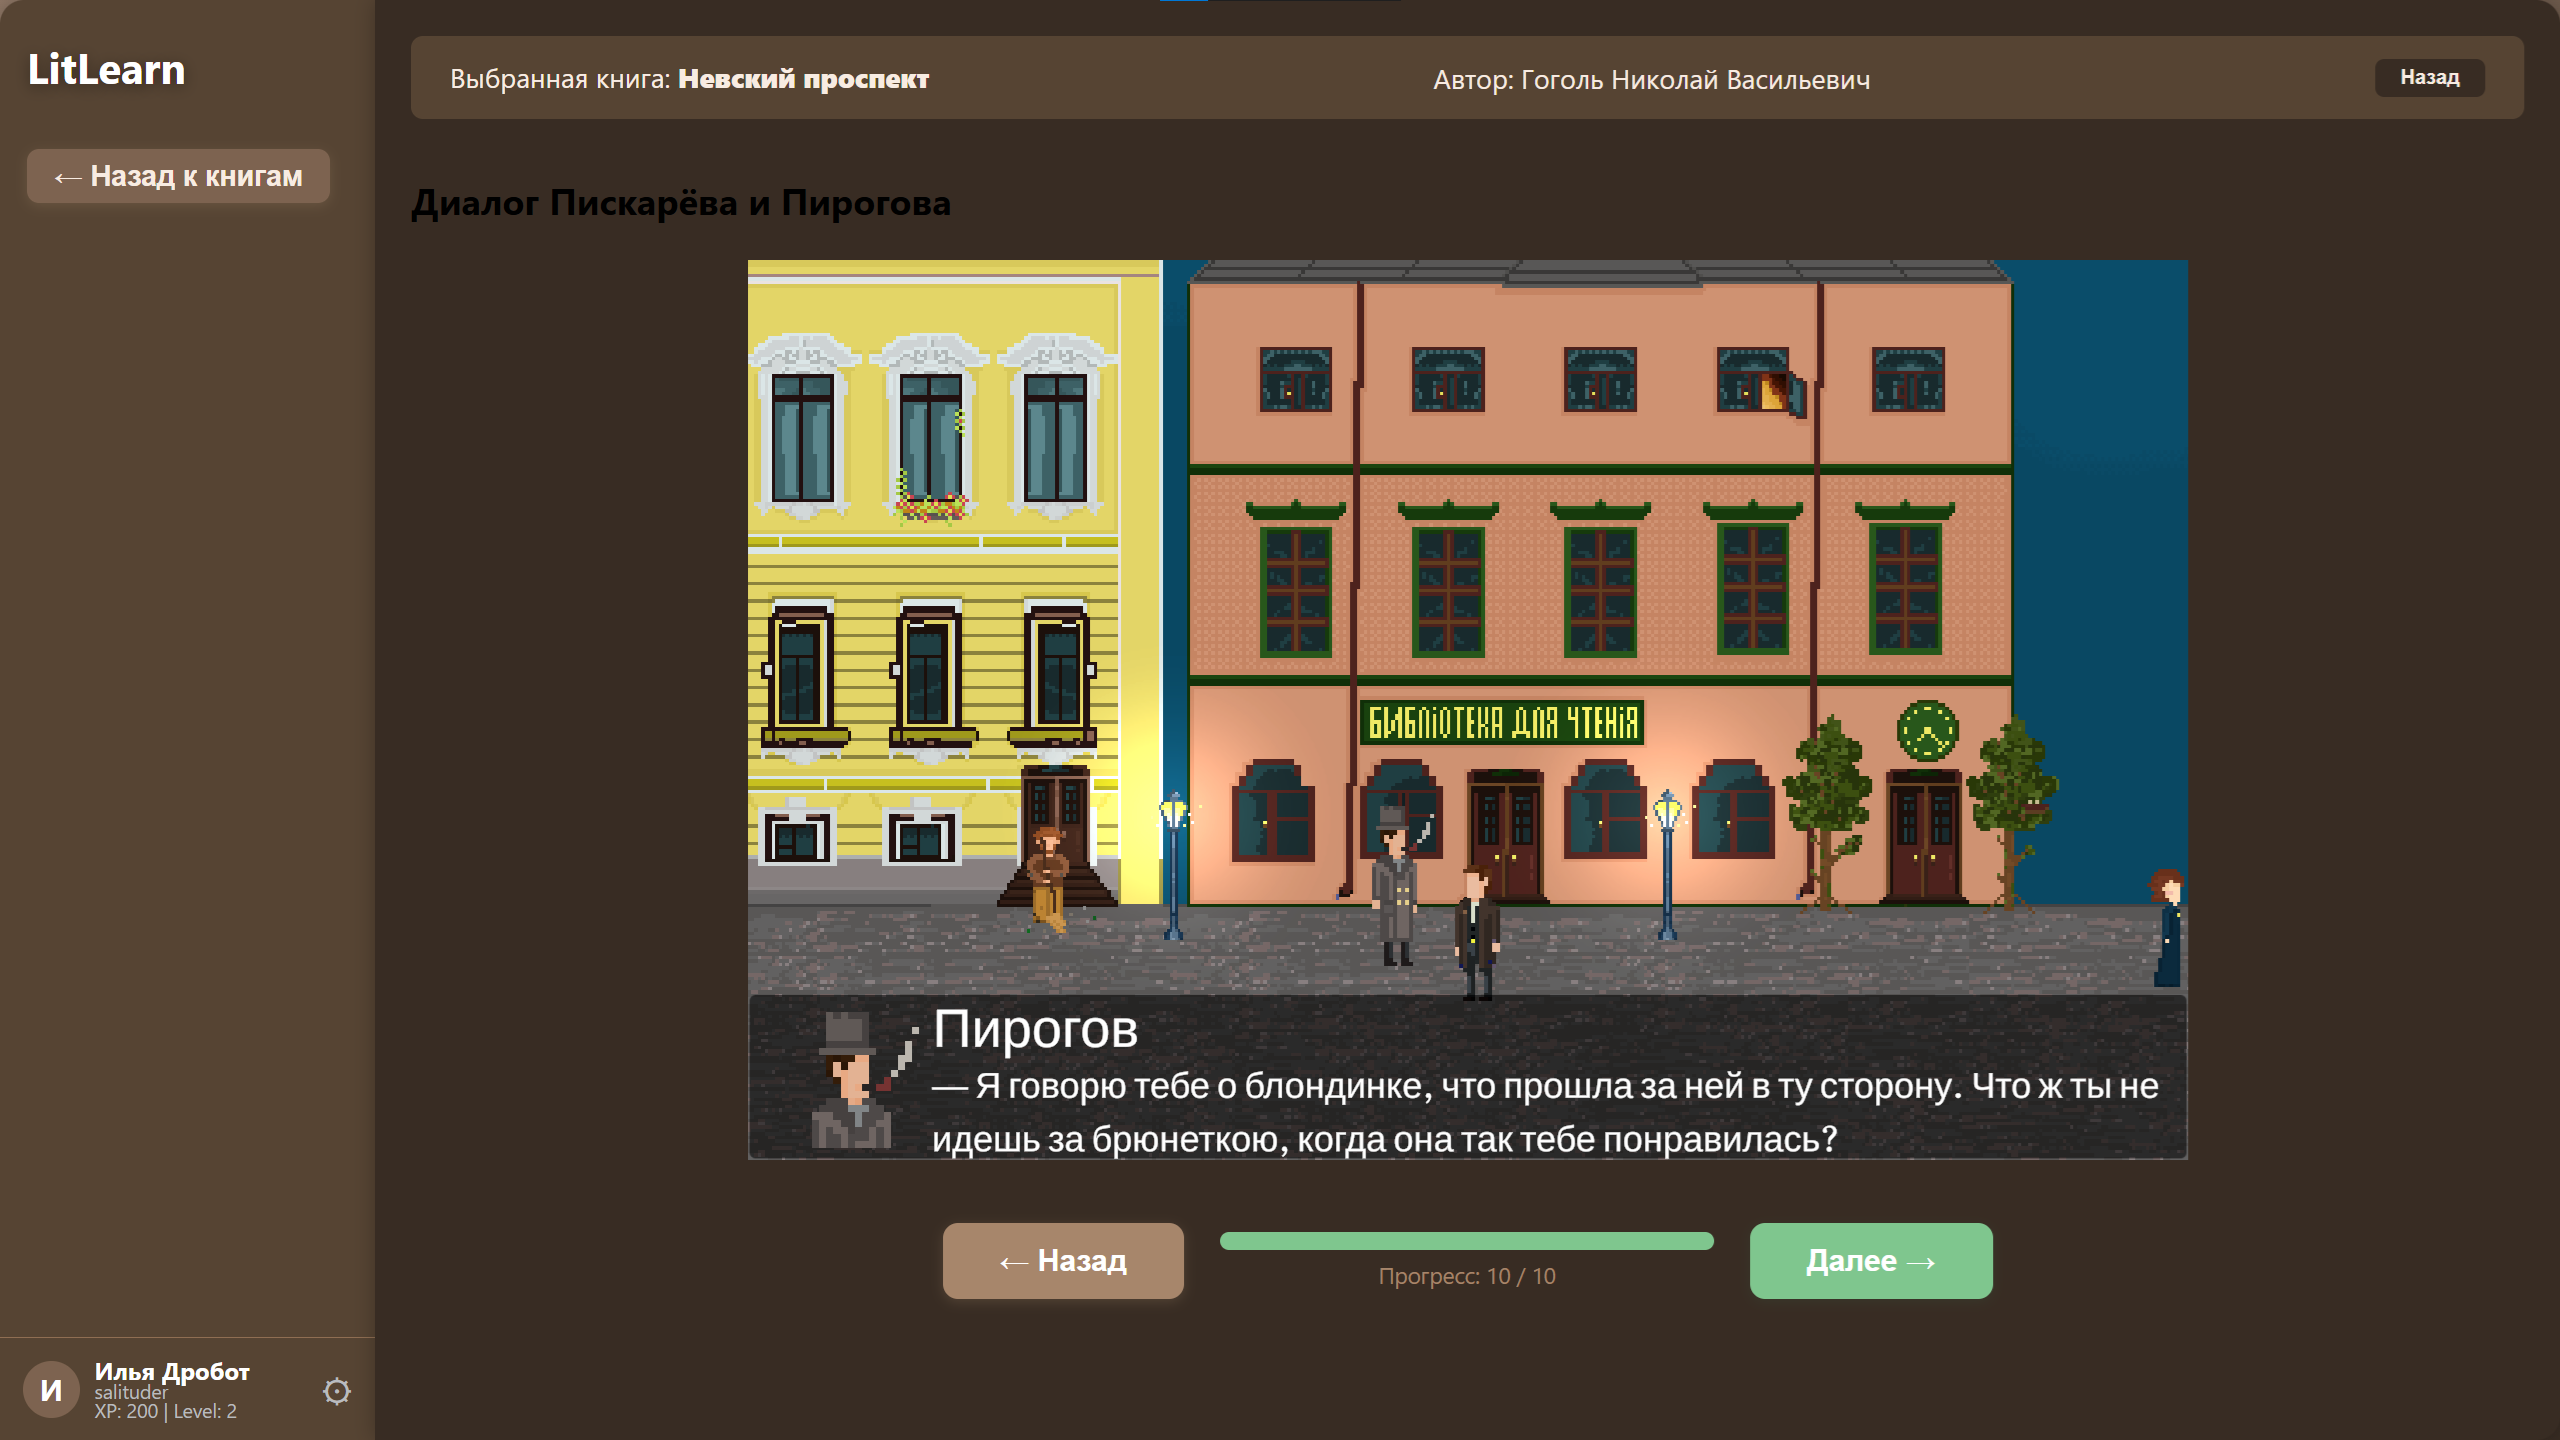 LitLearn
← Назад к книгам
Выбранная книга: Невский проспект
Автор: Гоголь Николай Васильевич
Назад
Диалог Пискарёва и Пирогова
БИБЛІОТЕКА ДЛЯ ЧТЕНІЯ
Пирогов
— Я говорю тебе о блондинке, что прошла за ней в ту сторону. Что ж ты не
идешь за брюнеткою, когда она так тебе понравилась?
← Назад
Прогресс: 10 / 10
Далее →
И
Илья Дробот
salituder
XP: 200 | Level: 2